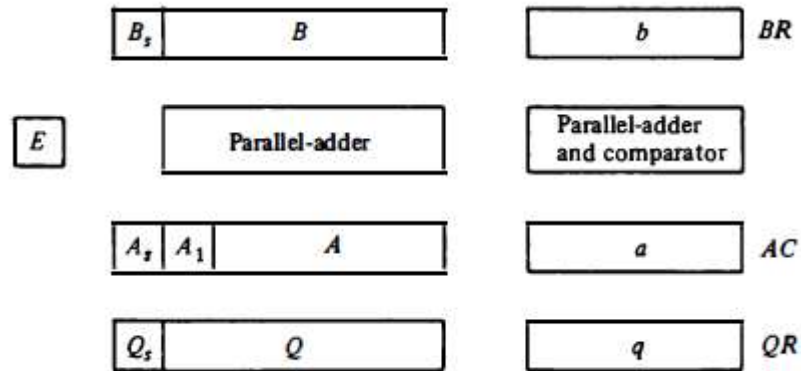 B_s B b BR
E Parallel-adder Parallel-adder
and comparator
A_s A_1 A a AC
Q_s Q q QR